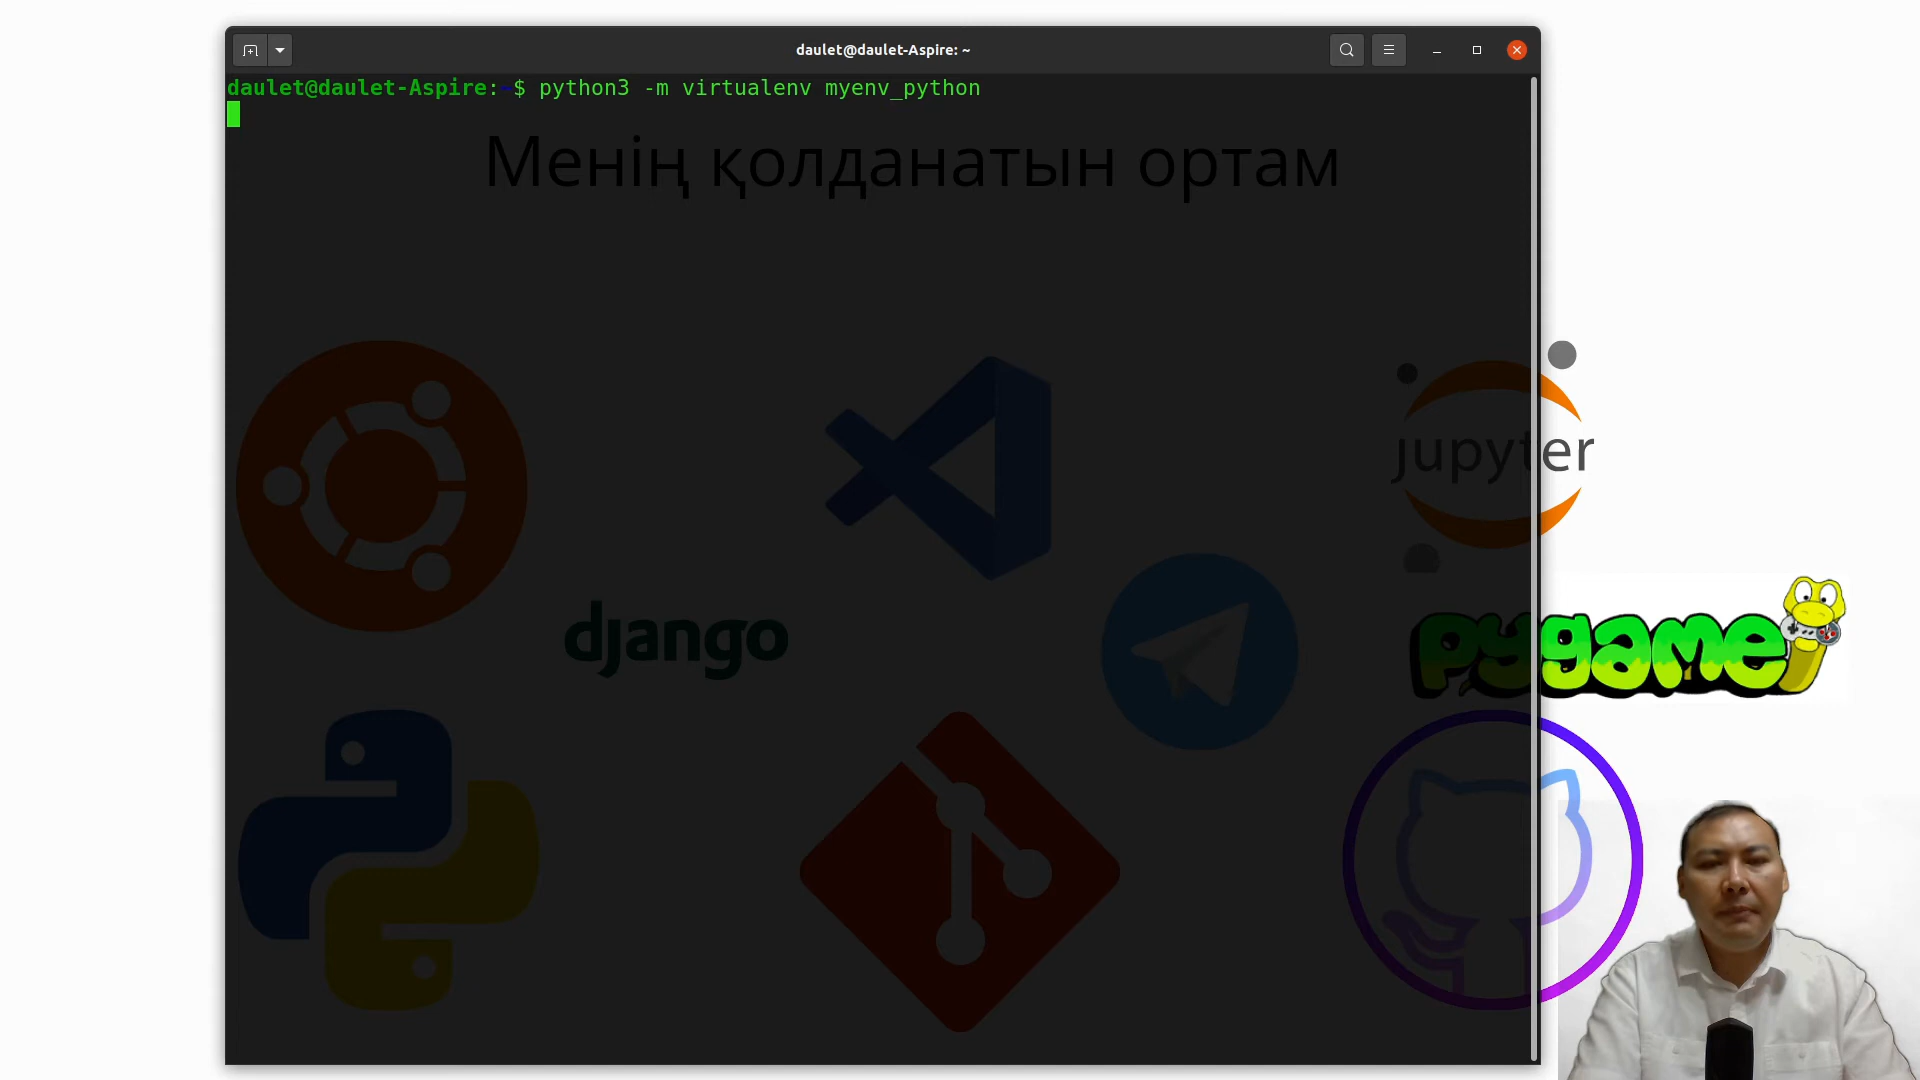 daulet@daulet-Aspire: ~
daulet@daulet-Aspire:~$ python3 -m virtualenv myenv_python
Менің қолданатын ортам
jupyter
django
pygame